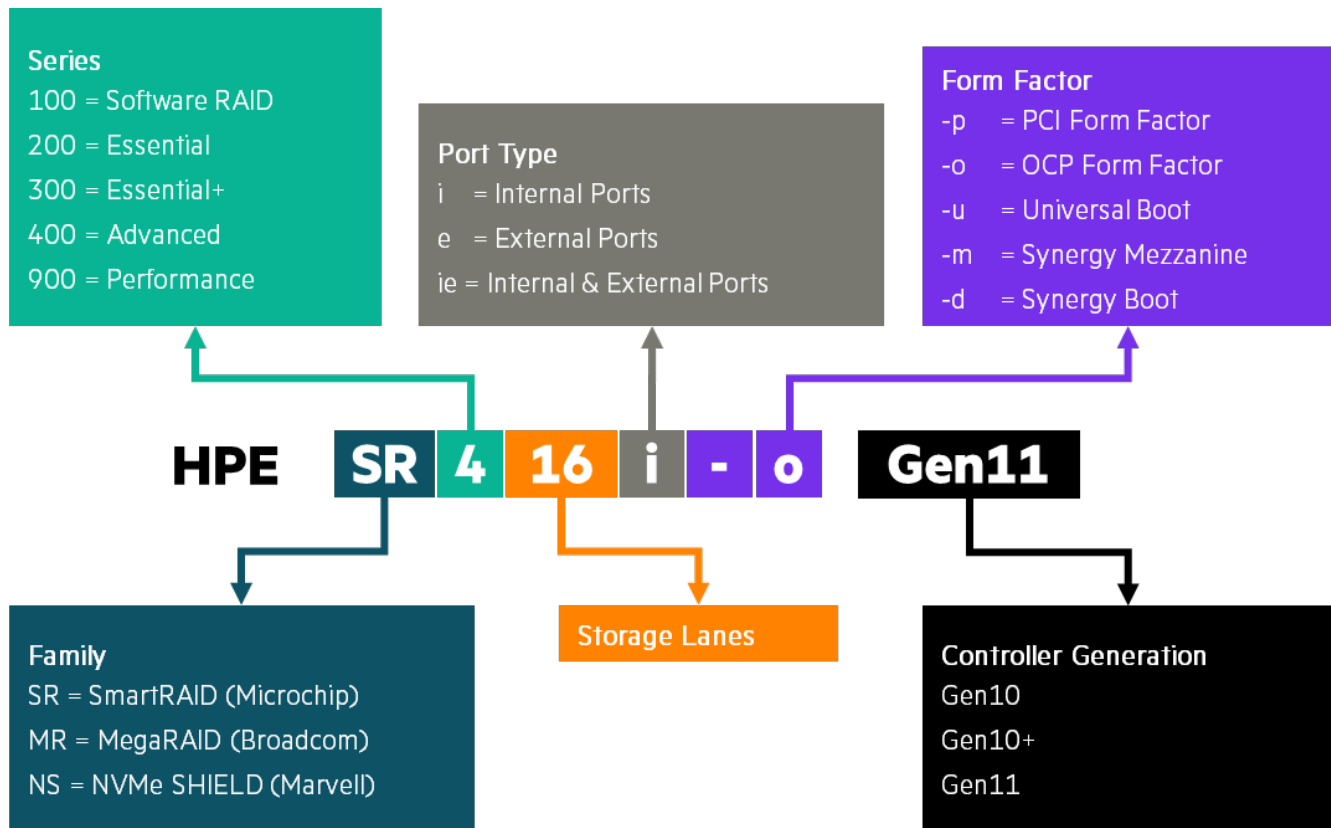 Series
100 = Software RAID
200 = Essential
300 = Essential+
400 = Advanced
900 = Performance
Port Type
i = Internal Ports
e = External Ports
ie = Internal & External Ports
Form Factor
-p = PCI Form Factor
-o = OCP Form Factor
-u = Universal Boot
-m = Synergy Mezzanine
-d = Synergy Boot
HPE SR 4 16 i - o Gen11
Family
SR = SmartRAID (Microchip)
MR = MegaRAID (Broadcom)
NS = NVMe SHIELD (Marvell)
Storage Lanes
Controller Generation
Gen10
Gen10+
Gen11